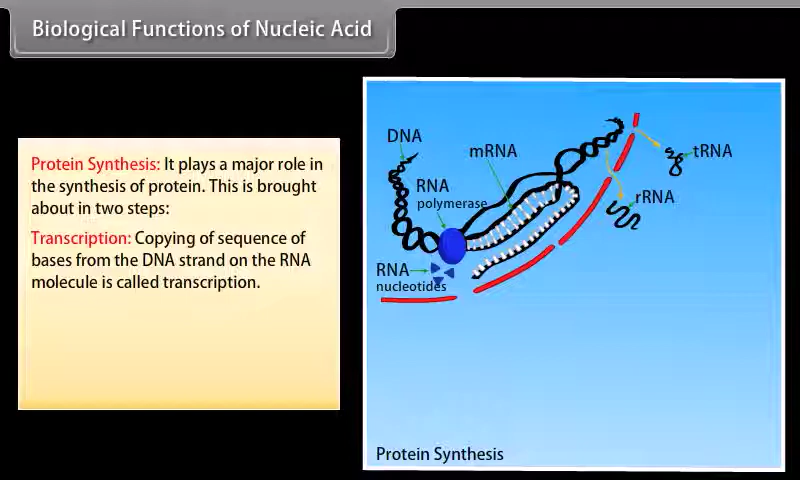 Biological Functions of Nucleic Acid
Protein Synthesis: It plays a major role in
the synthesis of protein. This is brought
about in two steps:
Transcription: Copying of sequence of
bases from the DNA strand on the RNA
molecule is called transcription.
DNA
mRNA
tRNA
RNA
polymerase
rRNA
RNA
nucleotides
Protein Synthesis